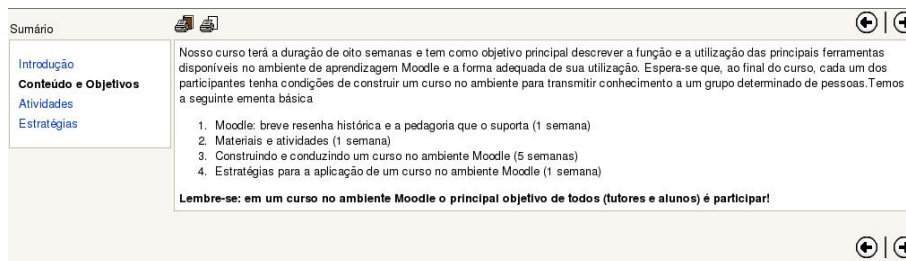 Sumário
Introdução
Conteúdo e Objetivos
Atividades
Estratégias
Nosso curso terá a duração de oito semanas e tem como objetivo principal descrever a função e a utilização das principais ferramentas
disponíveis no ambiente de aprendizagem Moodle e a forma adequada de sua utilização. Espera-se que, ao final do curso, cada um dos
participantes tenha condições de construir um curso no ambiente para transmitir conhecimento a um grupo determinado de pessoas.Temos
a seguinte ementa básica
1. Moodle: breve resenha histórica e a pedagogia que o suporta (1 semana)
2. Materiais e atividades (1 semana)
3. Construindo e conduzindo um curso no ambiente Moodle (5 semanas)
4. Estratégias para a aplicação de um curso no ambiente Moodle (1 semana)
Lembre-se: em um curso no ambiente Moodle o principal objetivo de todos (tutores e alunos) é participar!